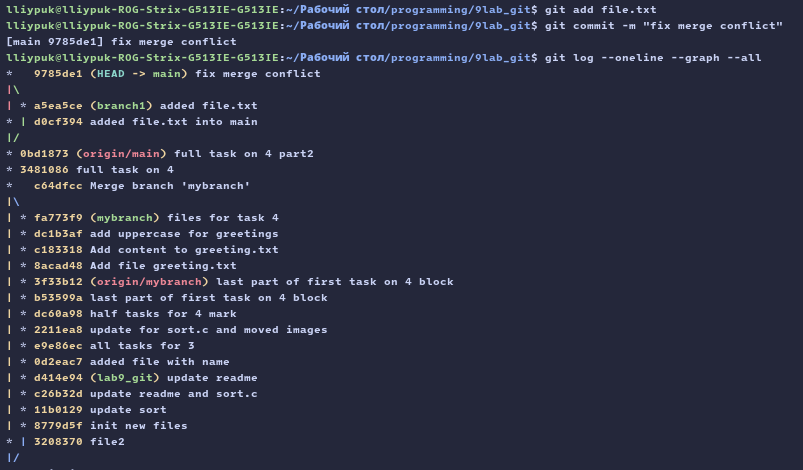 lliypuk@lliypuk-ROG-Strix-G513IE-G513IE:~/Рабочий стол/programming/9lab_git$ git add file.txt
lliypuk@lliypuk-ROG-Strix-G513IE-G513IE:~/Рабочий стол/programming/9lab_git$ git commit -m "fix merge conflict"
[main 9785de1] fix merge conflict
lliypuk@lliypuk-ROG-Strix-G513IE-G513IE:~/Рабочий стол/programming/9lab_git$ git log --oneline --graph --all
*   9785de1 (HEAD -> main) fix merge conflict
|\
| * a5ea5ce (branch1) added file.txt
* | d0cf394 added file.txt into main
|/
* 0bd1873 (origin/main) full task on 4 part2
* 3481086 full task on 4
*   c64dfcc Merge branch 'mybranch'
|\
| * fa773f9 (mybranch) files for task 4
| * dc1b3af add uppercase for greetings
| * c183318 Add content to greeting.txt
| * 8acad48 Add file greeting.txt
| * 3f33b12 (origin/mybranch) last part of first task on 4 block
| * b53599a last part of first task on 4 block
| * dc60a98 half tasks for 4 mark
| * 2211ea8 update for sort.c and moved images
| * e9e86ec all tasks for 3
| * 0d2eac7 added file with name
| * d414e94 (lab9_git) update readme
| * c26b32d update readme and sort.c
| * 11b0129 update sort
| * 8779d5f init new files
* | 3208370 file2
|/